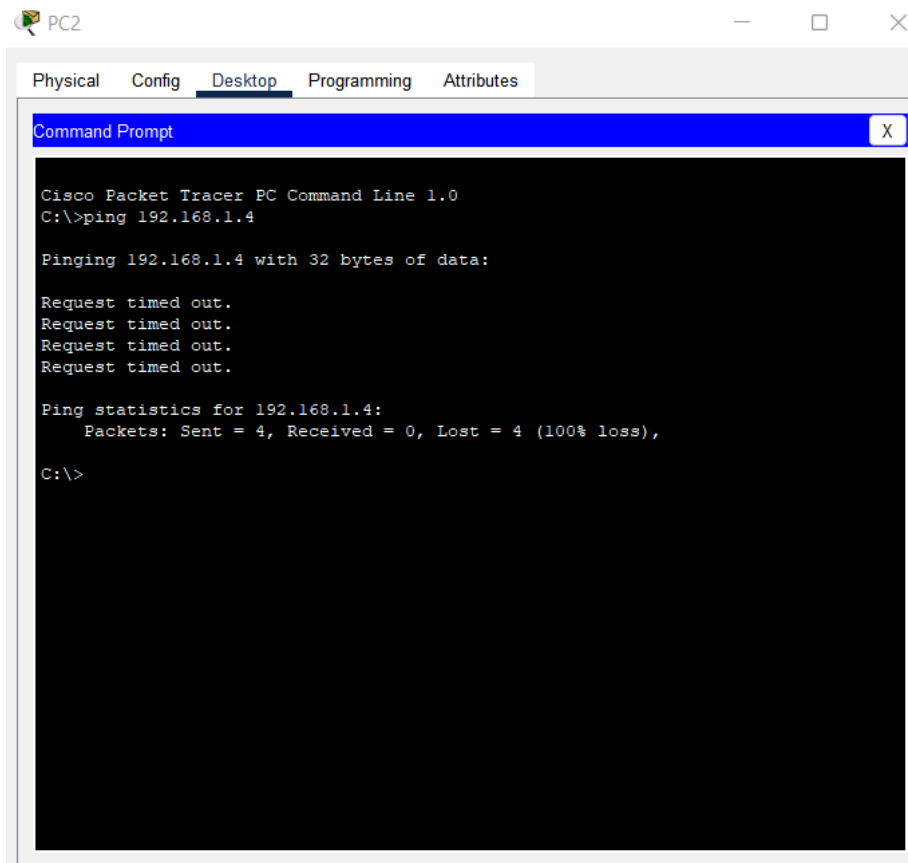 PC2
Physical Config Desktop Programming Attributes
Command Prompt X
Cisco Packet Tracer PC Command Line 1.0
C:\>ping 192.168.1.4
Pinging 192.168.1.4 with 32 bytes of data:
Request timed out.
Request timed out.
Request timed out.
Request timed out.
Ping statistics for 192.168.1.4:
Packets: Sent = 4, Received = 0, Lost = 4 (100% loss),
C:\>